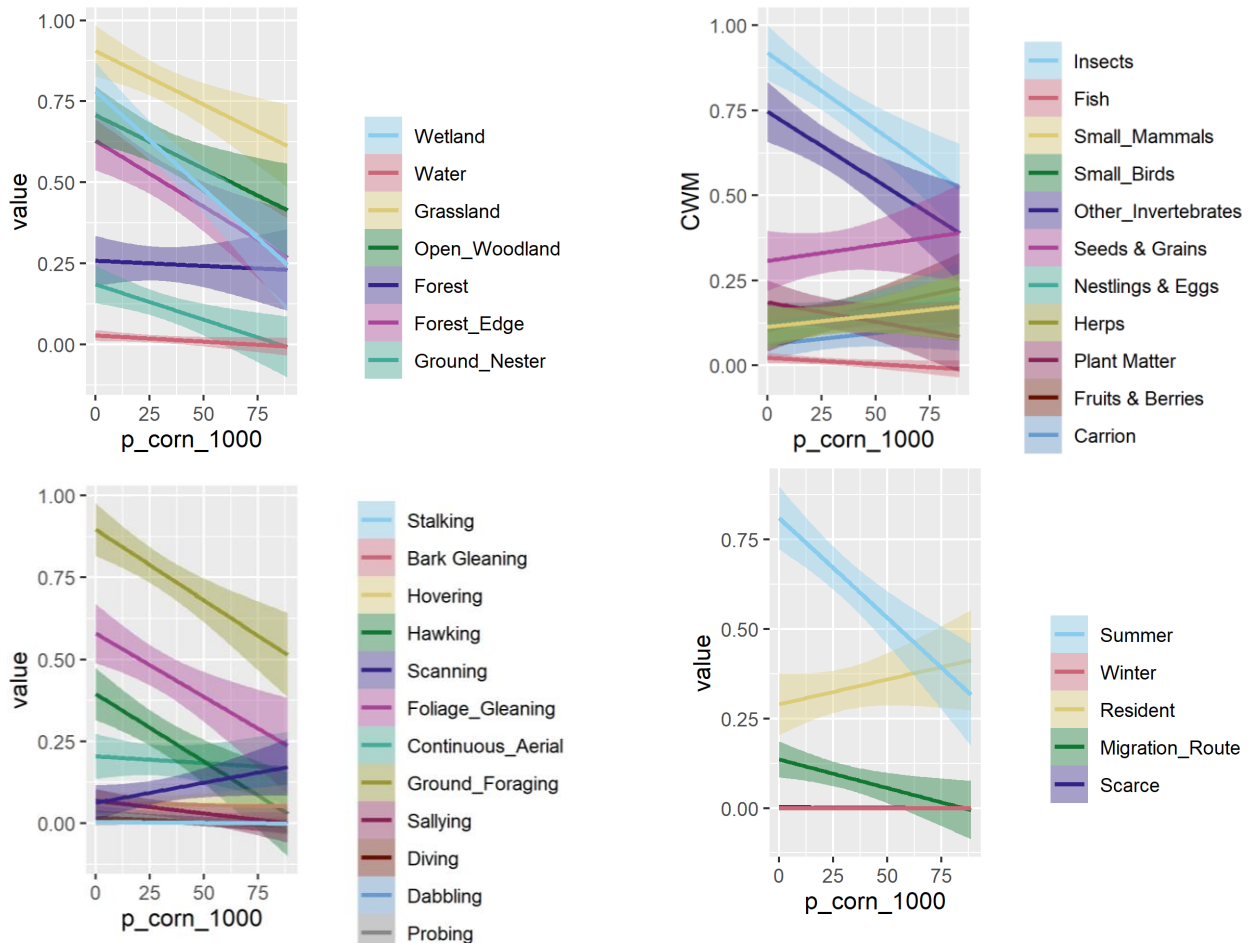 1.00
0.75
0.50
0.25
0.00
value
0 25 50 75
p_corn_1000
Wetland
Water
Grassland
Open_Woodland
Forest
Forest_Edge
Ground_Nester
1.00
0.75
0.50
0.25
0.00
CWM
0 25 50 75
p_corn_1000
Insects
Fish
Small_Mammals
Small_Birds
Other_Invertebrates
Seeds & Grains
Nestlings & Eggs
Herps
Plant Matter
Fruits & Berries
Carrion
1.00
0.75
0.50
0.25
0.00
value
0 25 50 75
p_corn_1000
Stalking
Bark Gleaning
Hovering
Hawking
Scanning
Foliage_Gleaning
Continuous_Aerial
Ground_Foraging
Sallying
Diving
Dabbling
Probing
0.75
0.50
0.25
0.00
value
0 25 50 75
p_corn_1000
Summer
Winter
Resident
Migration_Route
Scarce